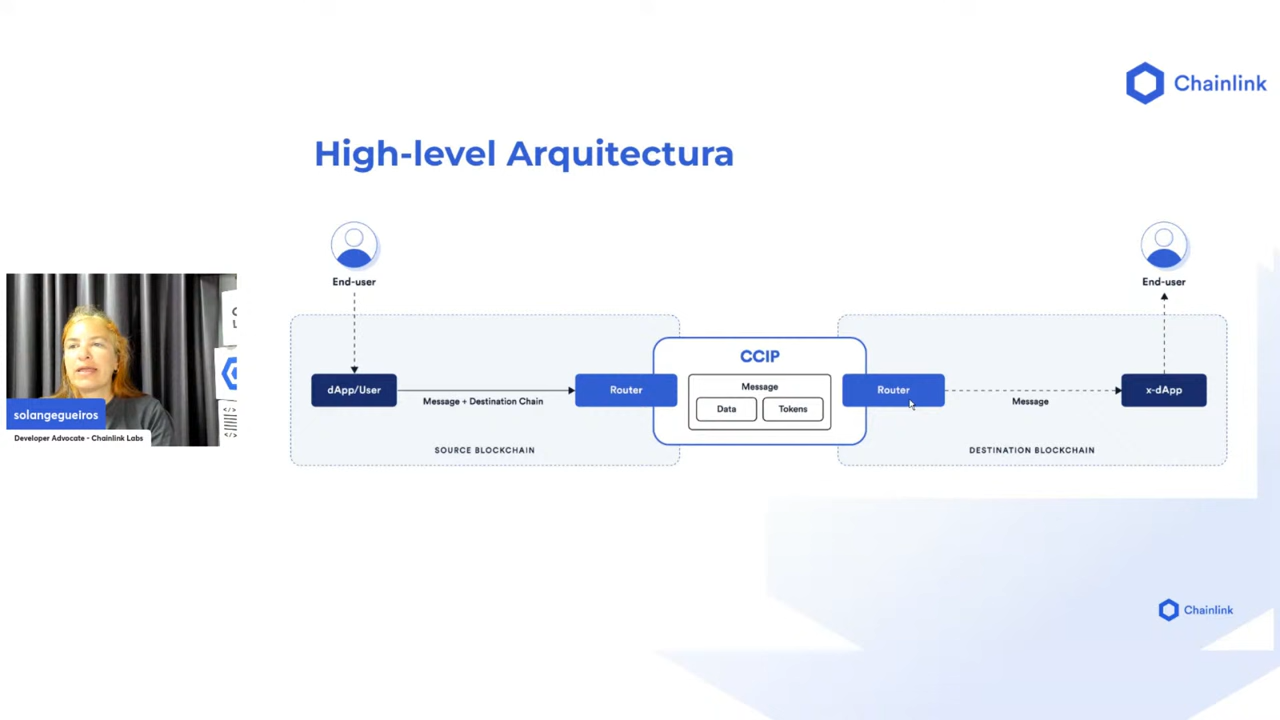 Chainlink
High-level Arquitectura
End-user
End-user
CCIP
Message
dApp/User
Router
Router
x-dApp
Message + Destination Chain
Data
Tokens
Message
SOURCE BLOCKCHAIN
DESTINATION BLOCKCHAIN
solangegueiros
Developer Advocate - Chainlink Labs
Chainlink